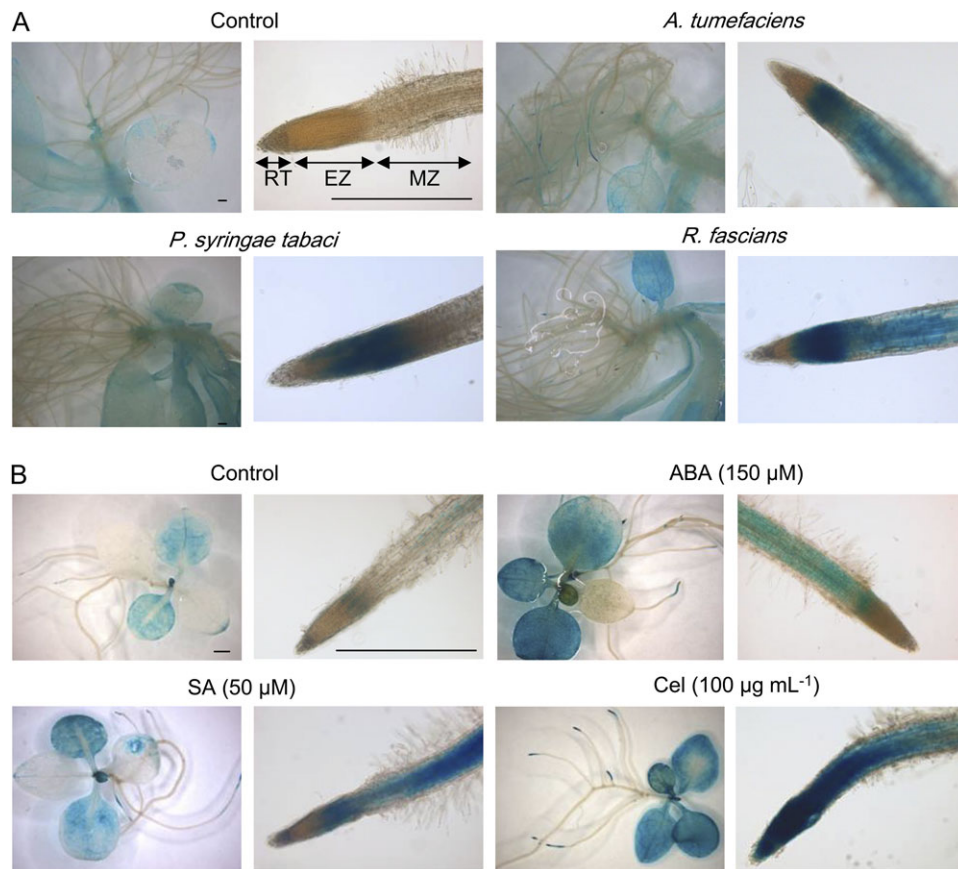 A
Control
A. tumefaciens
RT
EZ
MZ
P. syringae tabaci
R. fascians
B
Control
ABA (150 µM)
SA (50 µM)
Cel (100 µg mL⁻¹)